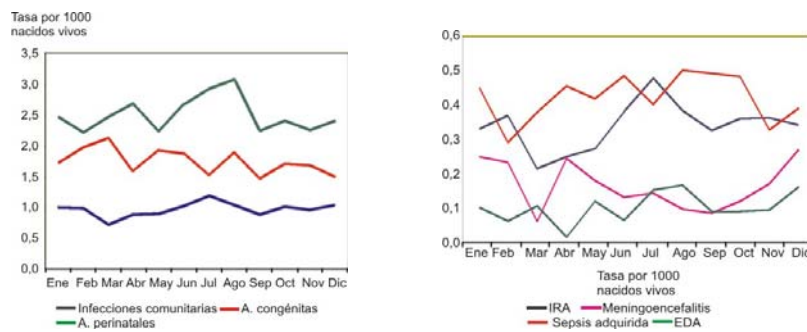 Tasa por 1000
nacidos vivos
3,5
3,0
2,5
2,0
1,5
1,0
0,5
0,0
Ene Feb Mar Abr May Jun Jul Ago Sep Oct Nov Dic
Infecciones comunitarias A. congénitas
A. perinatales
0,6
0,5
0,4
0,3
0,2
0,1
0,0
Ene Feb Mar Abr May Jun Jul Ago Sep Oct Nov Dic
Tasa por 1000
nacidos vivos
IRA Meningoencefalitis
Sepsis adquirida EDA